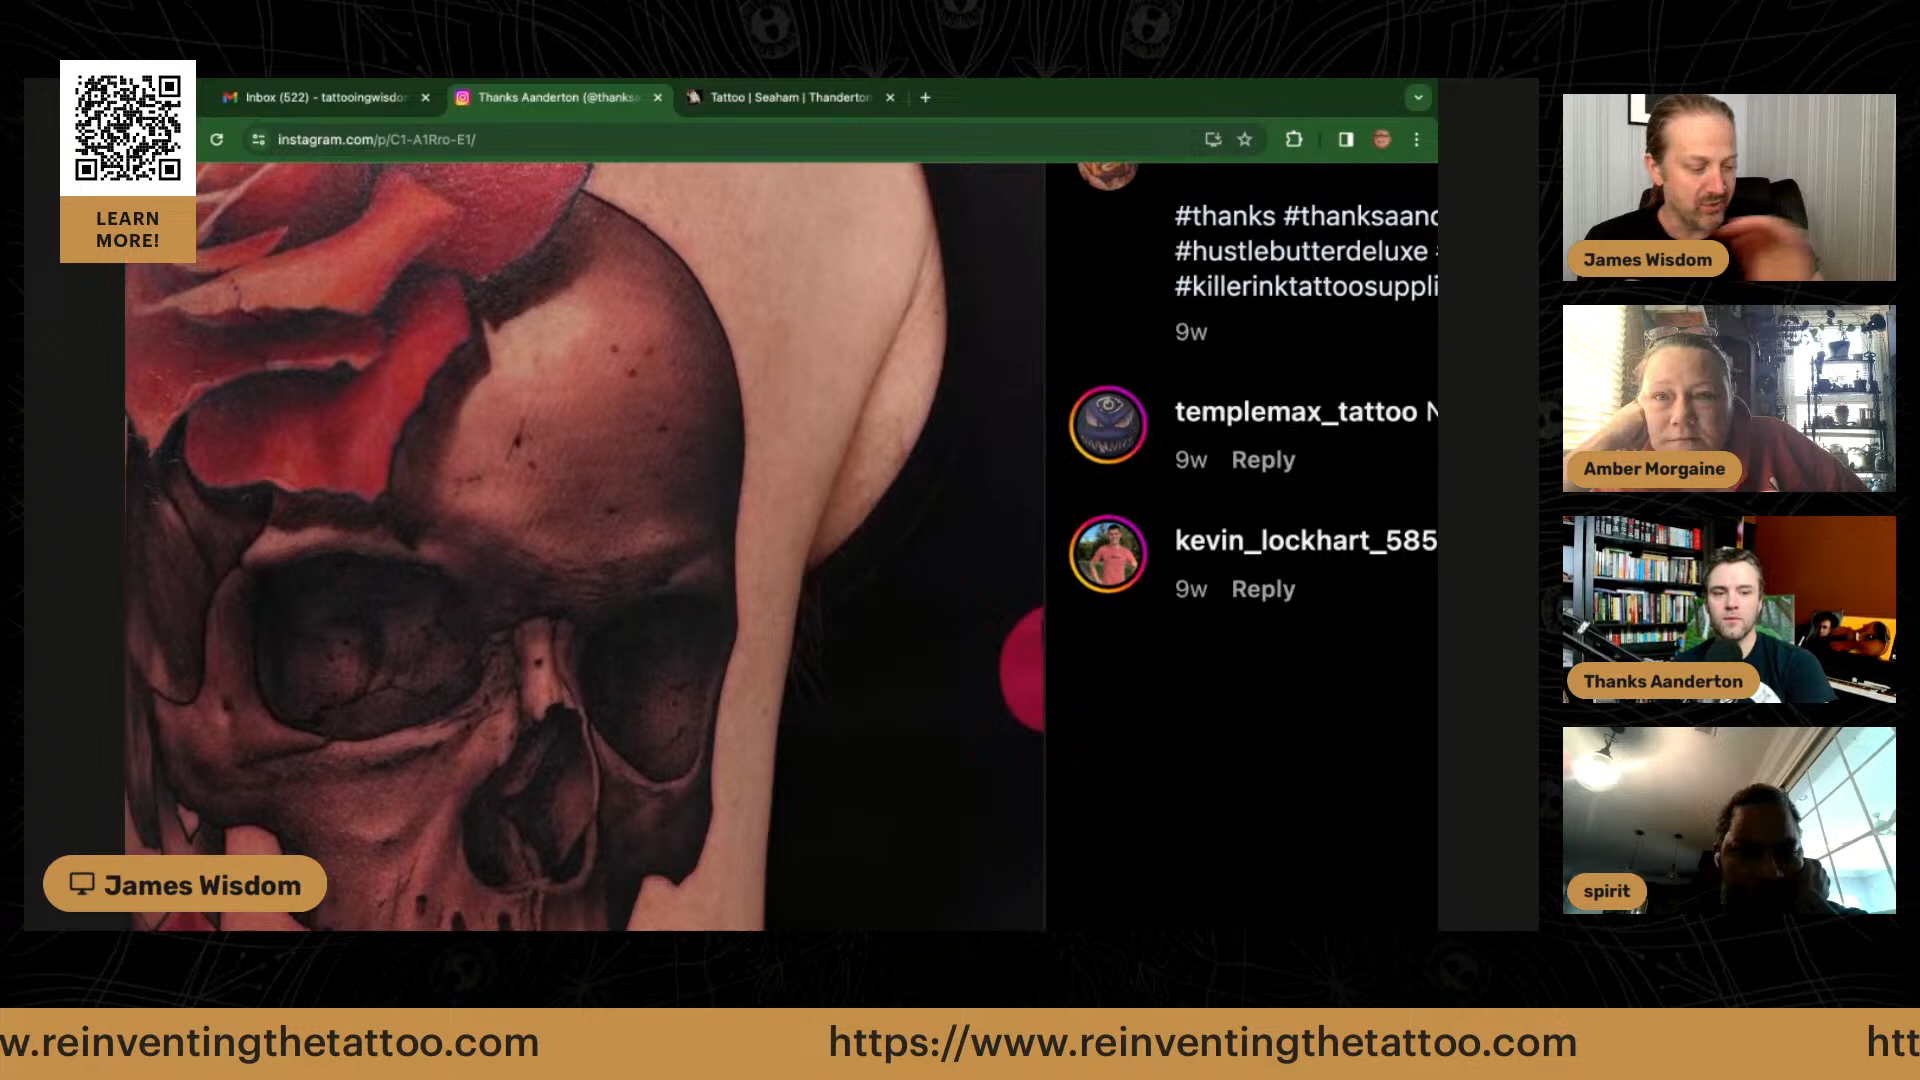 LEARN
MORE!
Inbox (522) - tattooingwisdo
Thanks Aanderton (@thanks
Tattoo | Seaham | Thanderton
instagram.com/p/C1-A1Rro-E1/
#thanks #thanksaand
#hustlebutterdeluxe
#killerinktattoosuppli
9w
templemax_tattoo N
9w Reply
kevin_lockhart_585
9w Reply
James Wisdom
James Wisdom
Amber Morgaine
Thanks Aanderton
spirit
w.reinventingthetattoo.com https://www.reinventingthetattoo.com htt